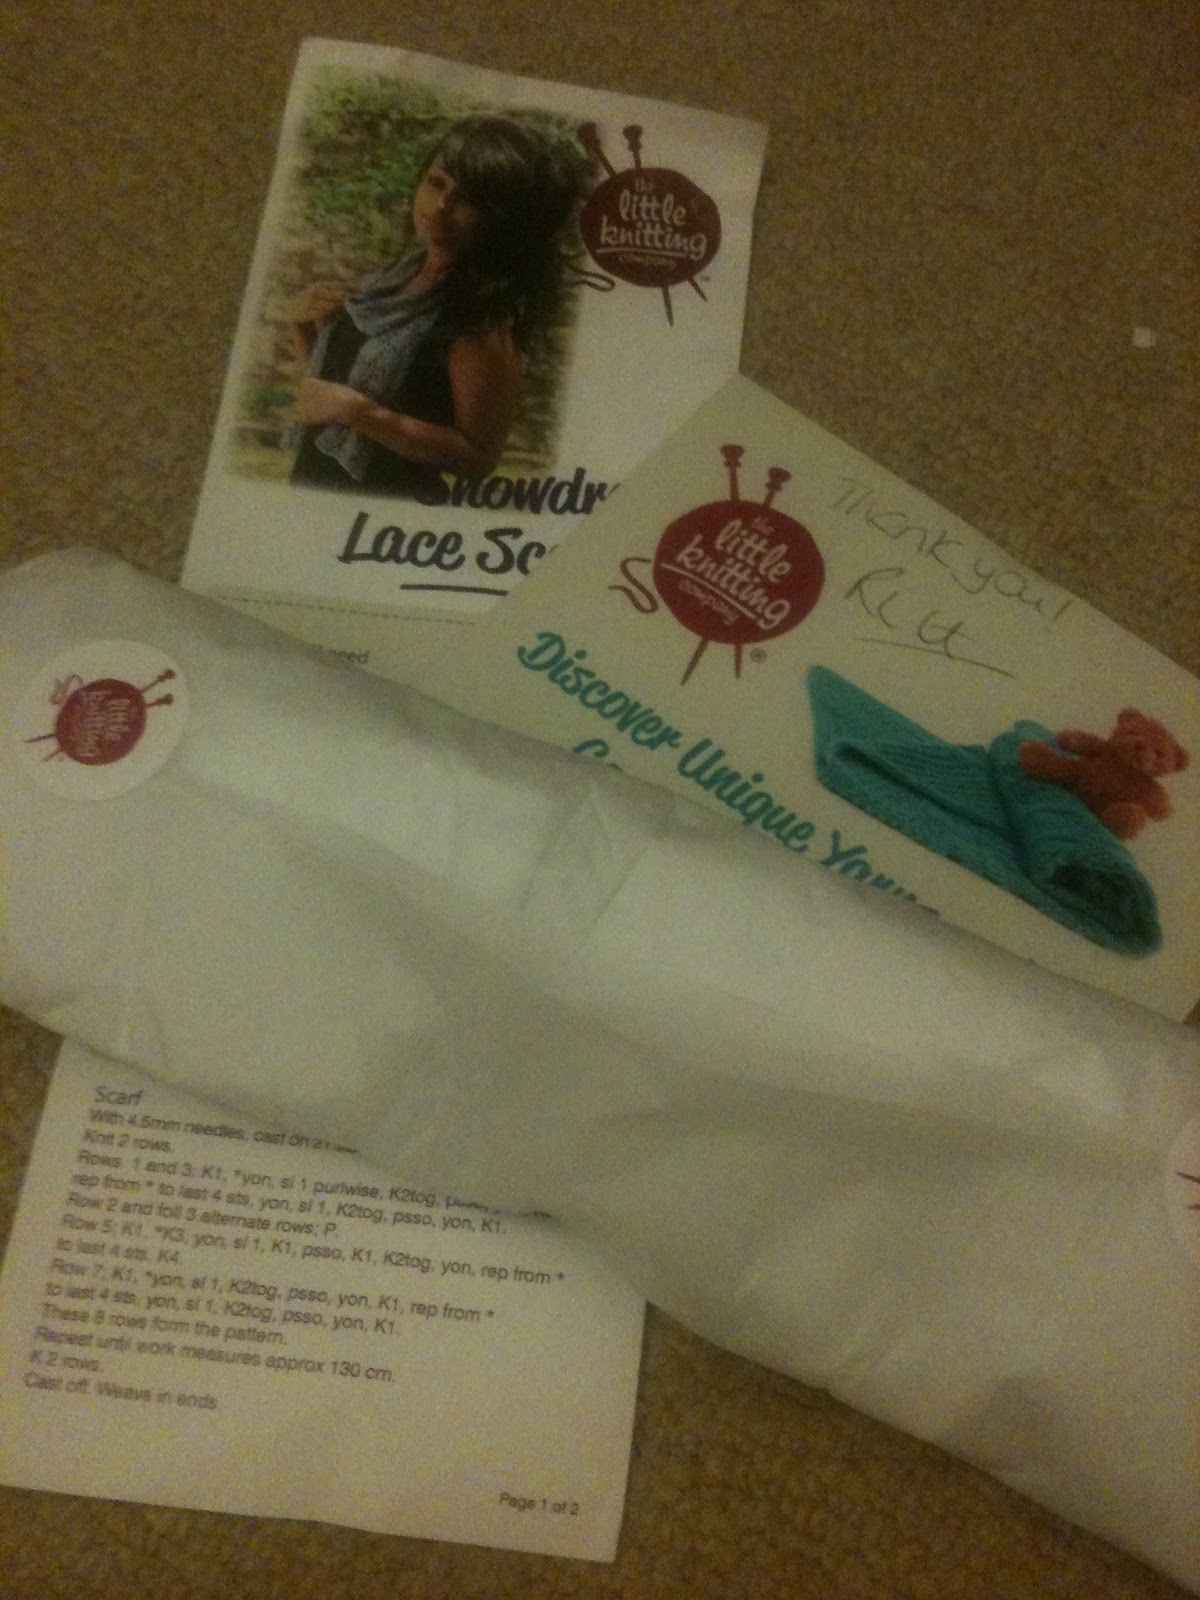 the
little
knitting
company
Lace
need
the
little
knitting
company
®
Thank you!
Discover Unique
little
knitting
Scarf
With 4.5mm needles, cast on
Knit 2 rows.
Rows 1 and 3; K1, *yon, sl 1 purlwise, K2tog,
rep from * to last 4 sts, yon, sl 1, K2tog, psso, yon, K1.
Row 2 and foll 3 alternate rows; P.
Row 5; K1, *K3, yon, sl 1, K1, psso, K1, K2tog, yon, rep from *
to last 4 sts, K4.
Row 7; K1, *yon, sl 1, K2tog, psso, yon, K1, rep from *
to last 4 sts, yon, sl 1, K2tog, psso, yon, K1.
These 8 rows form the pattern.
Repeat until work measures approx 130 cm.
K 2 rows.
Cast off. Weave in ends
Page 1 of 2